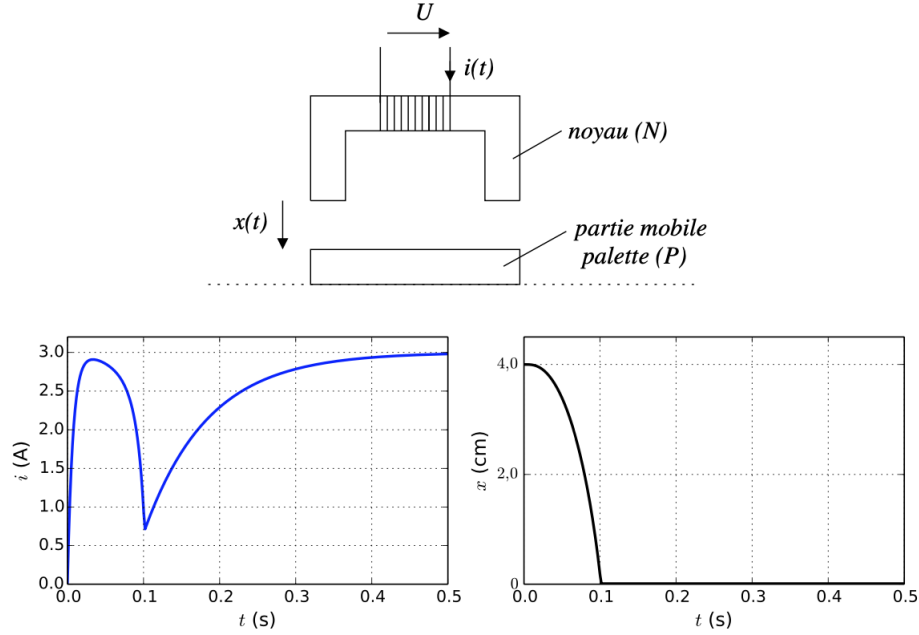 U
i(t)
noyau (N)
x(t)
partie mobile
palette (P)
3.0
2.5
2.0
1.5
1.0
0.5
0.0
i (A)
0.0 0.1 0.2 0.3 0.4 0.5
t (s)
4.0
2.0
0
x (cm)
0.0 0.1 0.2 0.3 0.4 0.5
t (s)